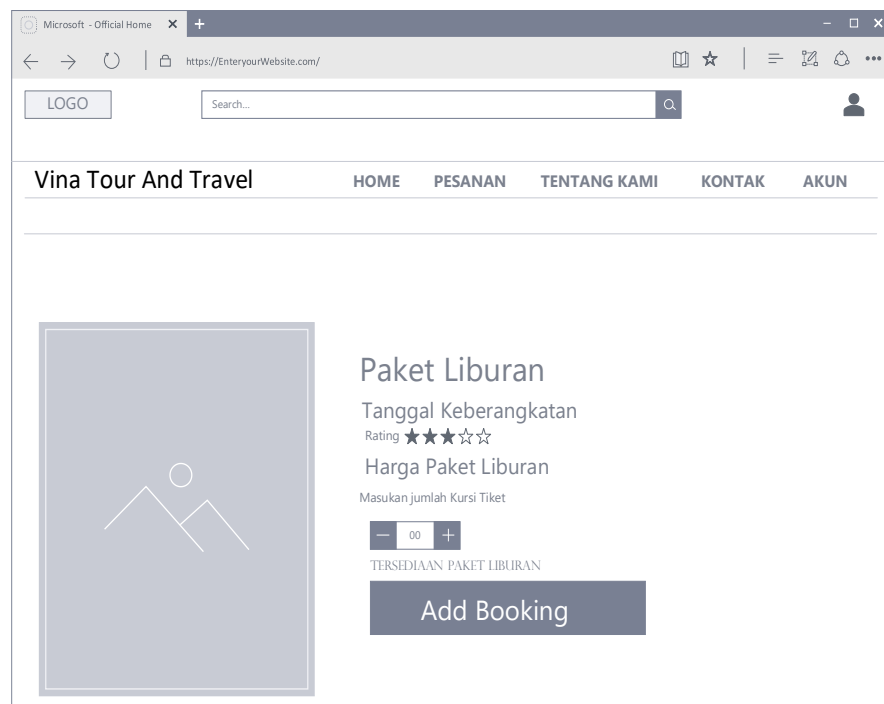 Microsoft - Official Home
https://EnteryourWebsite.com/
LOGO
Search...
Vina Tour And Travel
HOME PESANAN TENTANG KAMI KONTAK AKUN
Paket Liburan
Tanggal Keberangkatan
Rating
Harga Paket Liburan
Masukan jumlah Kursi Tiket
00
TERSEDIAAN PAKET LIBURAN
Add Booking